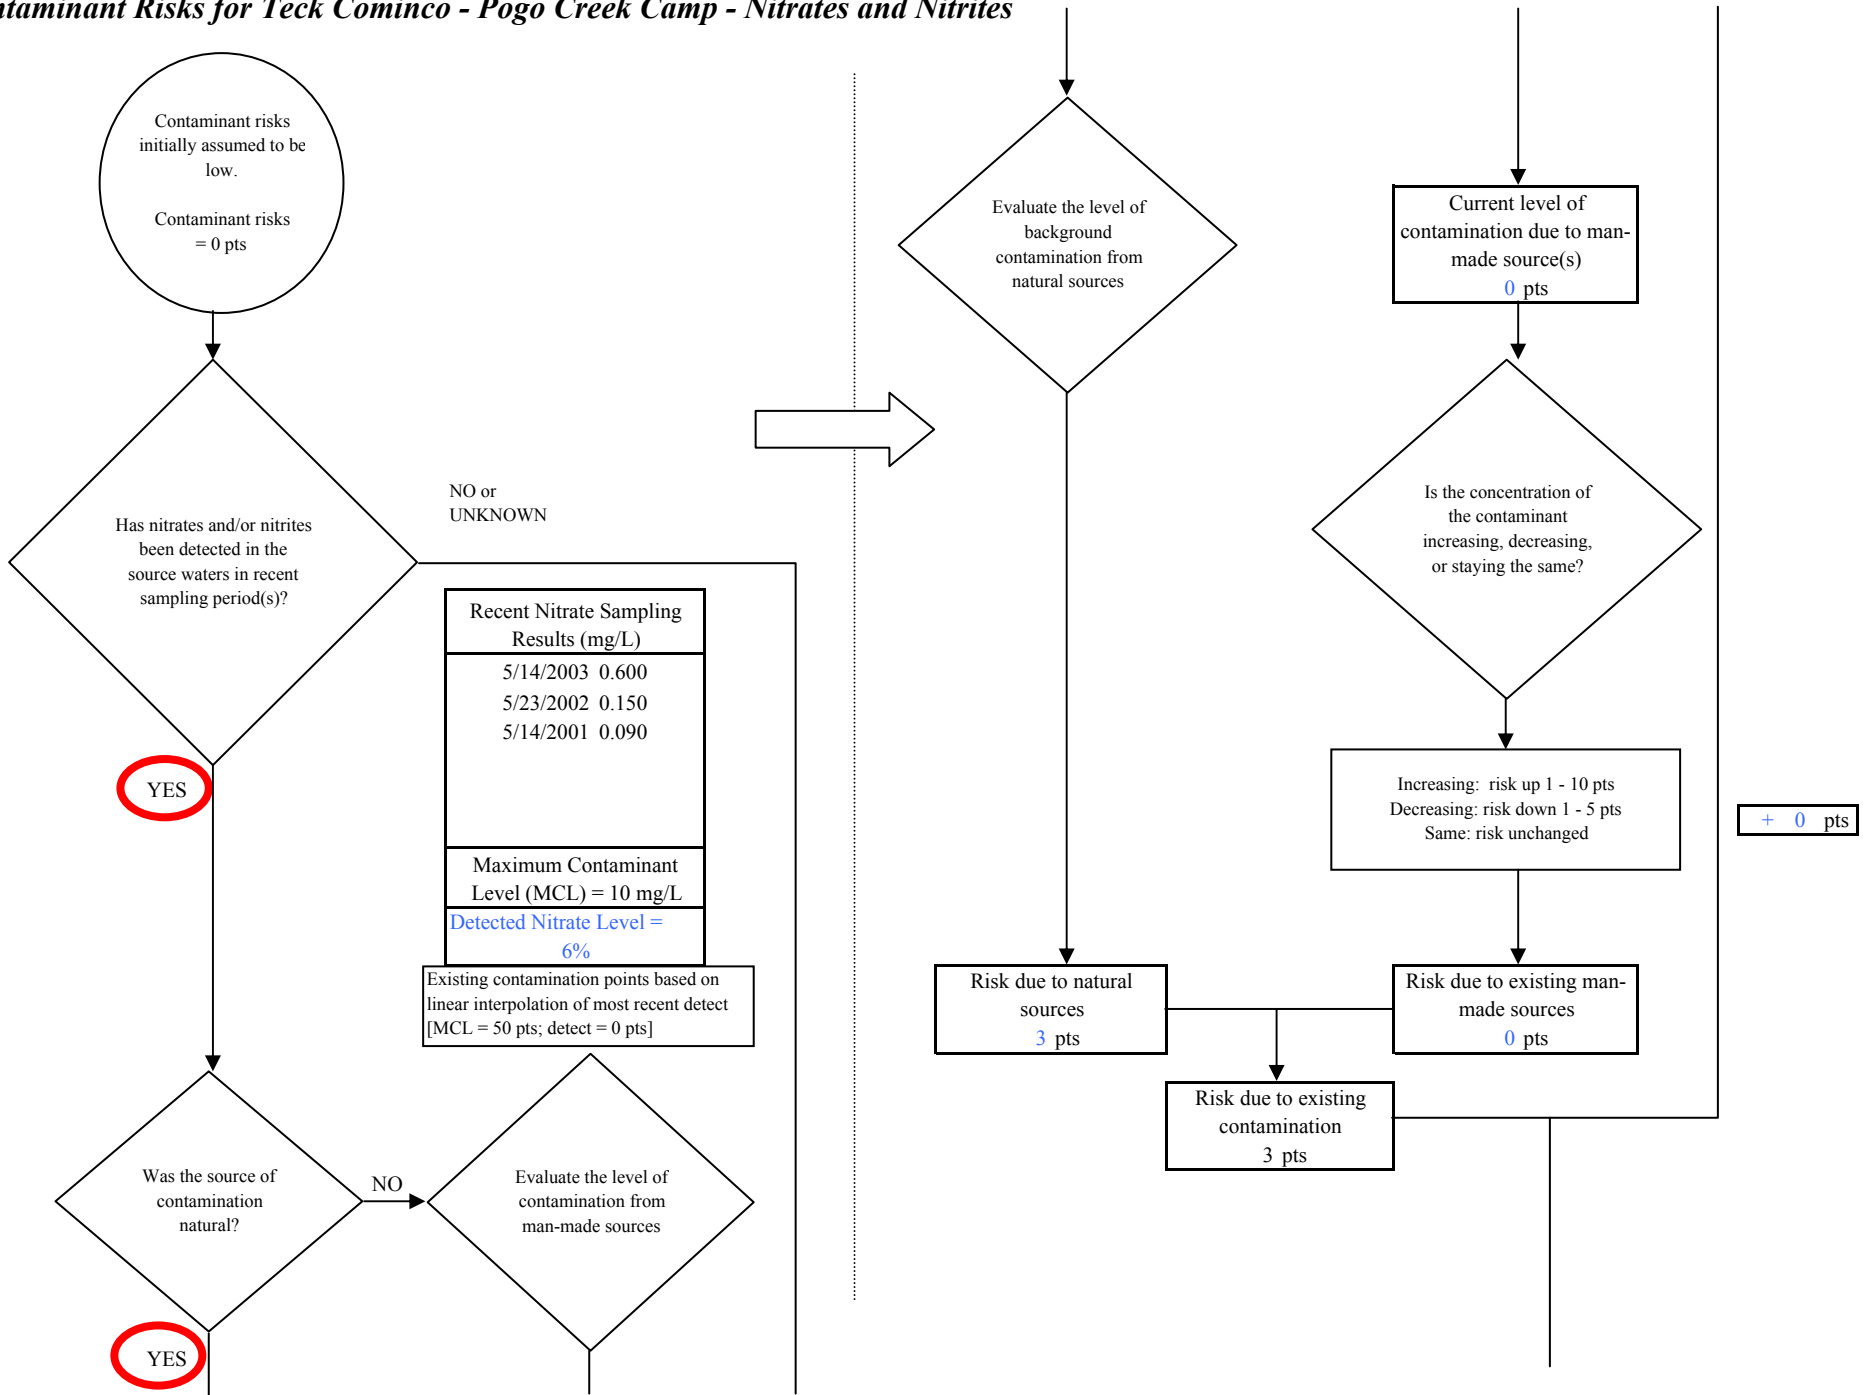 ntaminant Risks for Teck Cominco - Pogo Creek Camp - Nitrates and Nitrites
Contaminant risks
initially assumed to be
low.
Contaminant risks
= 0 pts
Has nitrates and/or nitrites
been detected in the
source waters in recent
sampling period(s)?
NO or
UNKNOWN
YES
Recent Nitrate Sampling
Results (mg/L)
5/14/2003 0.600
5/23/2002 0.150
5/14/2001 0.090
Maximum Contaminant
Level (MCL) = 10 mg/L
Detected Nitrate Level =
6%
Existing contamination points based on
linear interpolation of most recent detect
[MCL = 50 pts; detect = 0 pts]
Was the source of
contamination
natural?
NO
Evaluate the level of
contamination from
man-made sources
YES
Evaluate the level of
background
contamination from
natural sources
Current level of
contamination due to man-
made source(s)
0 pts
Is the concentration of
the contaminant
increasing, decreasing,
or staying the same?
Increasing: risk up 1 - 10 pts
Decreasing: risk down 1 - 5 pts
Same: risk unchanged
+ 0 pts
Risk due to natural
sources
3 pts
Risk due to existing man-
made sources
0 pts
Risk due to existing
contamination
3 pts